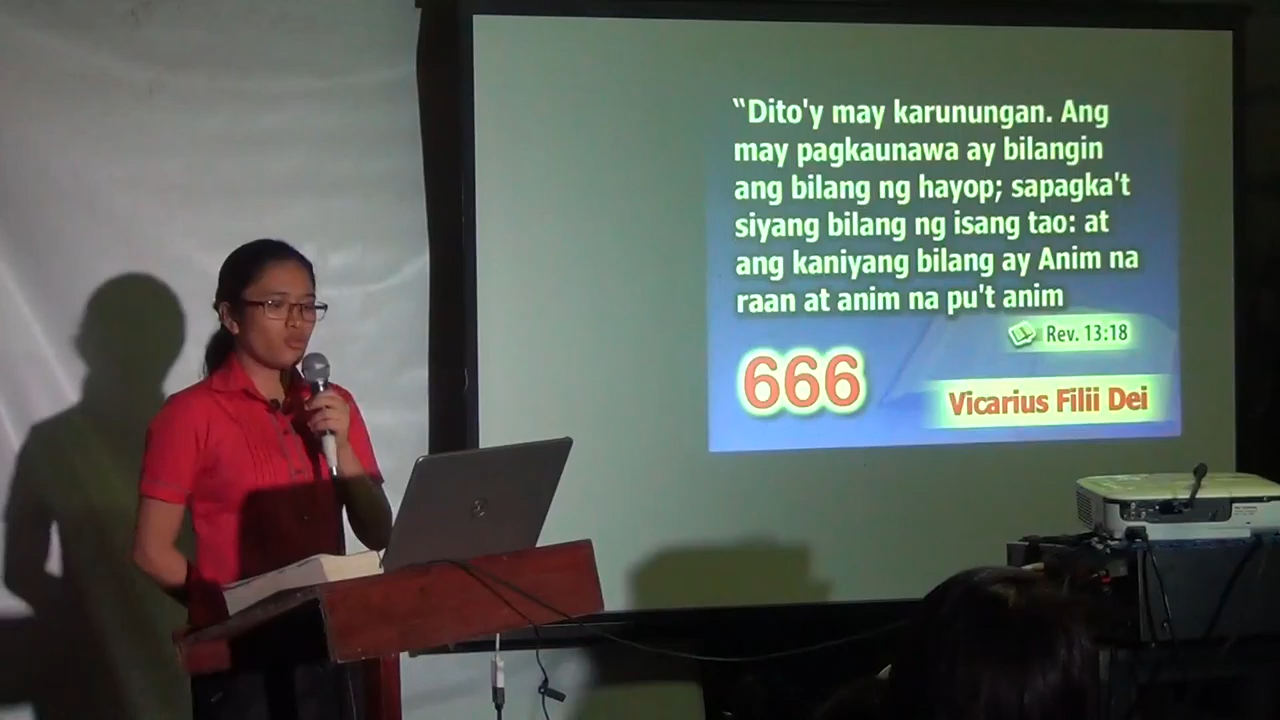 “Dito'y may karunungan. Ang
may pagkaunawa ay bilangin
ang bilang ng hayop; sapagka't
siyang bilang ng isang tao: at
ang kaniyang bilang ay Anim na
raan at anim na pu't anim
Rev. 13:18
666
Vicarius Filii Dei